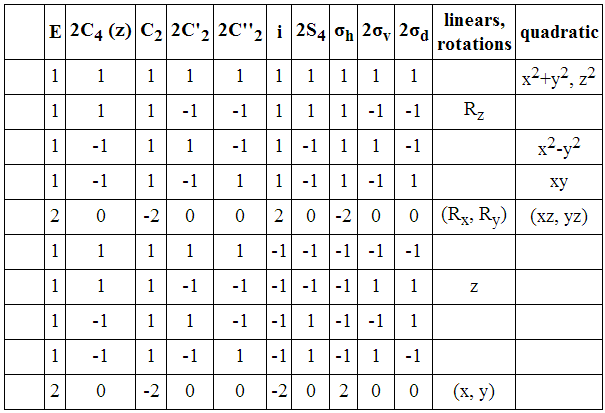 E 2C4 (z) C2 2C'2 2C''2 i 2S4 σh 2σv 2σd linears, rotations quadratic
1 1 1 1 1 1 1 1 1 1 x2+y2, z2
1 1 1 -1 -1 1 1 1 -1 -1 Rz
1 -1 1 1 -1 1 -1 1 1 -1 x2-y2
1 -1 1 -1 1 1 -1 1 -1 1 xy
2 0 -2 0 0 2 0 -2 0 0 (Rx, Ry) (xz, yz)
1 1 1 1 1 -1 -1 -1 -1 -1
1 1 1 -1 -1 -1 -1 -1 1 1 z
1 -1 1 1 -1 -1 1 -1 -1 1
1 -1 1 -1 1 -1 1 -1 1 -1
2 0 -2 0 0 -2 0 2 0 0 (x, y)